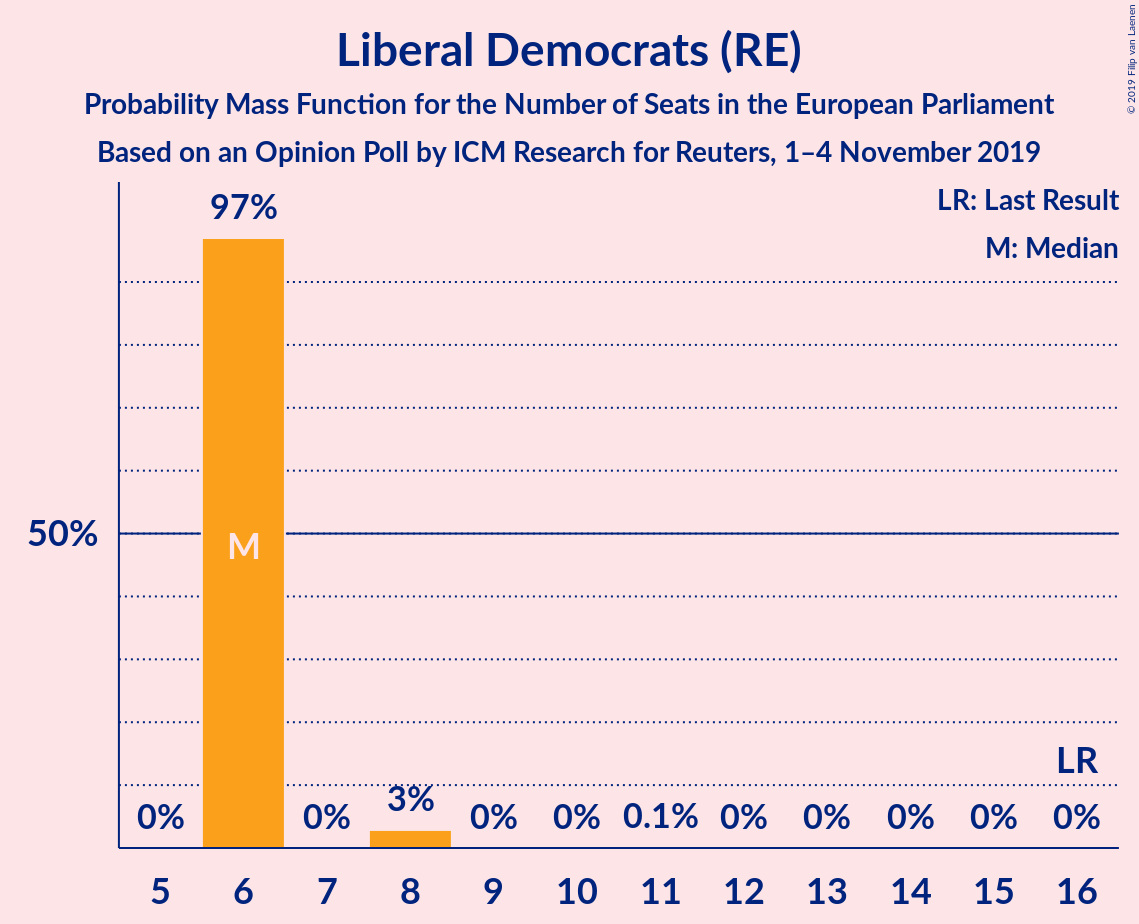 Liberal Democrats (RE)
Probability Mass Function for the Number of Seats in the European Parliament
Based on an Opinion Poll by ICM Research for Reuters, 1–4 November 2019
© 2019 Filip van Laenen
LR: Last Result
M: Median
97%
50%
M
LR
0% 0% 3% 0% 0% 0.1% 0% 0% 0% 0% 0%
5 6 7 8 9 10 11 12 13 14 15 16